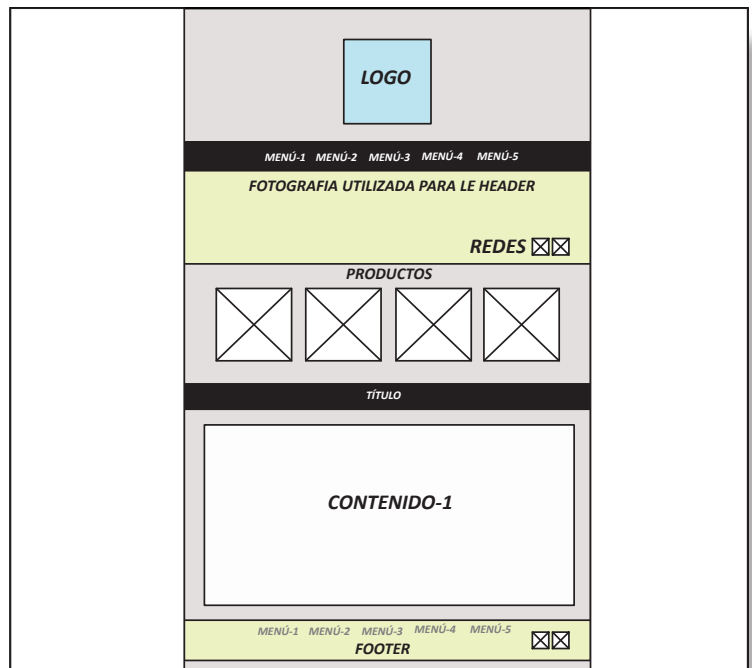 LOGO
MENÚ-1 MENÚ-2 MENÚ-3 MENÚ-4 MENÚ-5
FOTOGRAFIA UTILIZADA PARA LE HEADER
REDES
PRODUCTOS
TÍTULO
CONTENIDO-1
MENÚ-1 MENÚ-2 MENÚ-3 MENÚ-4 MENÚ-5
FOOTER